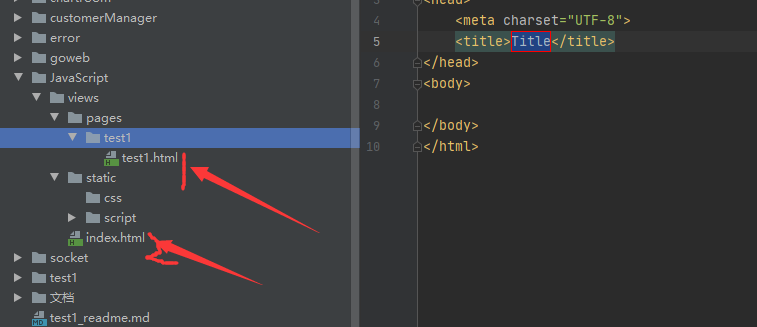 chatroom
customerManager
error
goweb
JavaScript
views
pages
test1
test1.html
static
css
script
index.html
socket
test1
文档
test1_readme.md
3 <head>
4 <meta charset="UTF-8">
5 <title>Title</title>
6 </head>
7 <body>
8
9 </body>
10 </html>